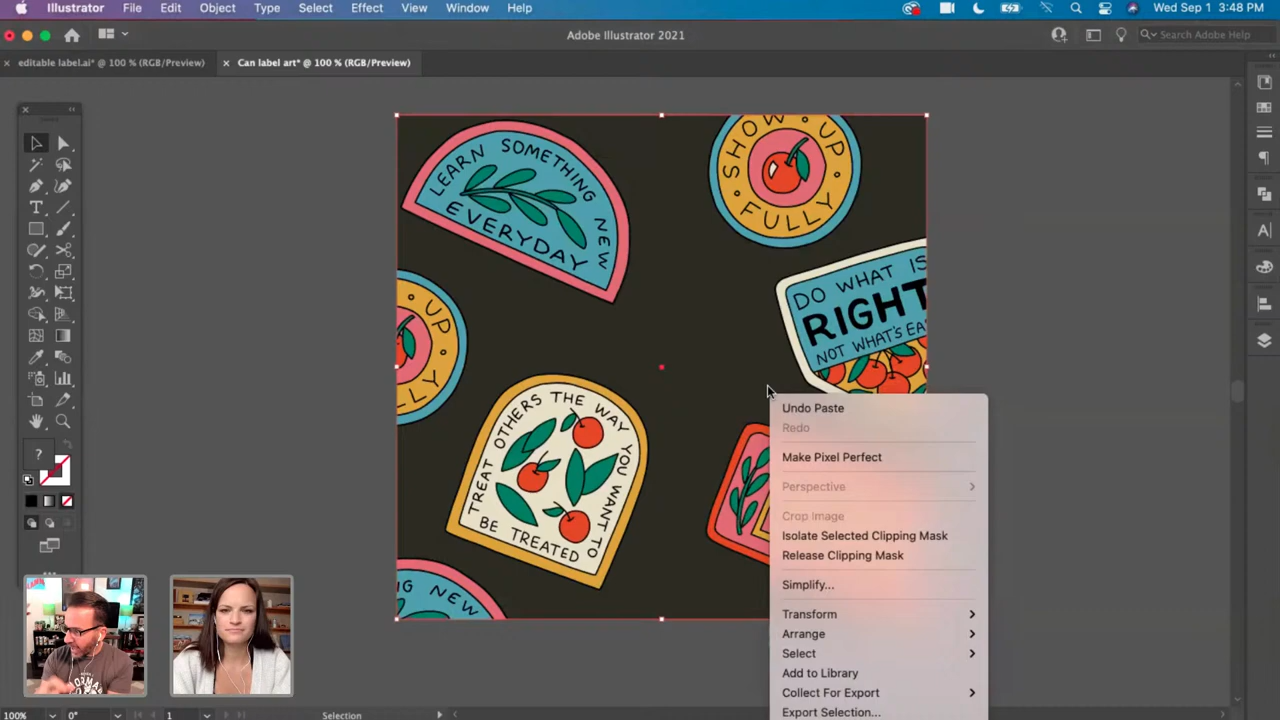 Illustrator File Edit Object Type Select Effect View Window Help
Wed Sep 1 3:48 PM
Adobe Illustrator 2021
Search Adobe Help
editable label.ai* @ 100 % (RGB/Preview)
Can label art* @ 100 % (RGB/Preview)
LEARN SOMETHING NEW
EVERYDAY
SHOW UP
FULLY
DO WHAT IS
RIGHT
NOT WHAT'S EA
UP
LLY
TREAT OTHERS THE WAY YOU WANT TO
BE TREATED
NG NEW
Undo Paste
Redo
Make Pixel Perfect
Perspective
Crop Image
Isolate Selected Clipping Mask
Release Clipping Mask
Simplify...
Transform
Arrange
Select
Add to Library
Collect For Export
Export Selection...
?
100% 0° 1 Selection